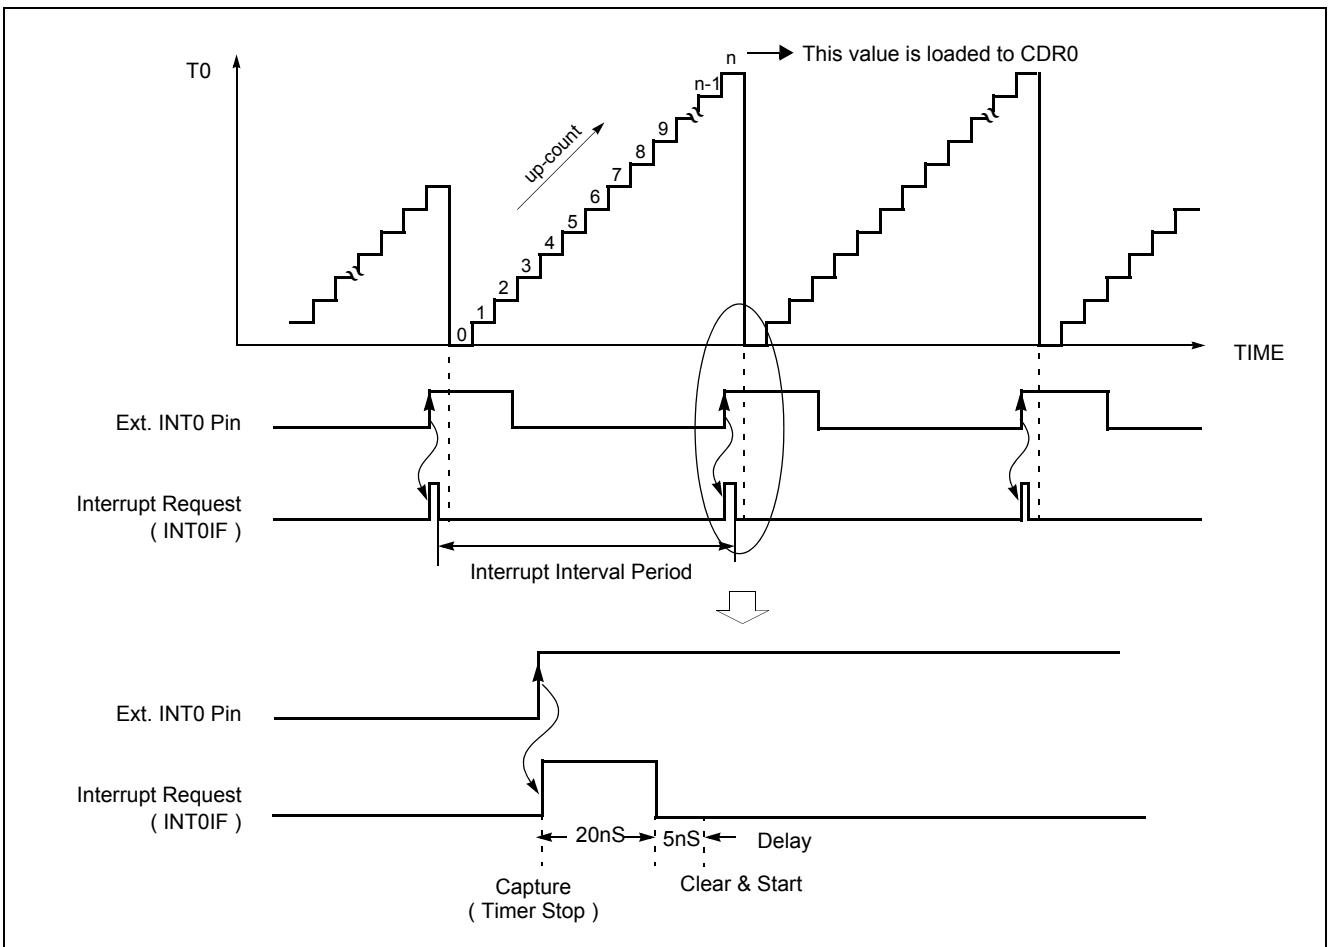 T0
n
This value is loaded to CDR0
n-1
up-count
9
8
7
6
5
4
3
2
1
0
TIME
Ext. INT0 Pin
Interrupt Request
( INT0IF )
Interrupt Interval Period
Ext. INT0 Pin
Interrupt Request
( INT0IF )
20nS
5nS
Delay
Capture
( Timer Stop )
Clear & Start